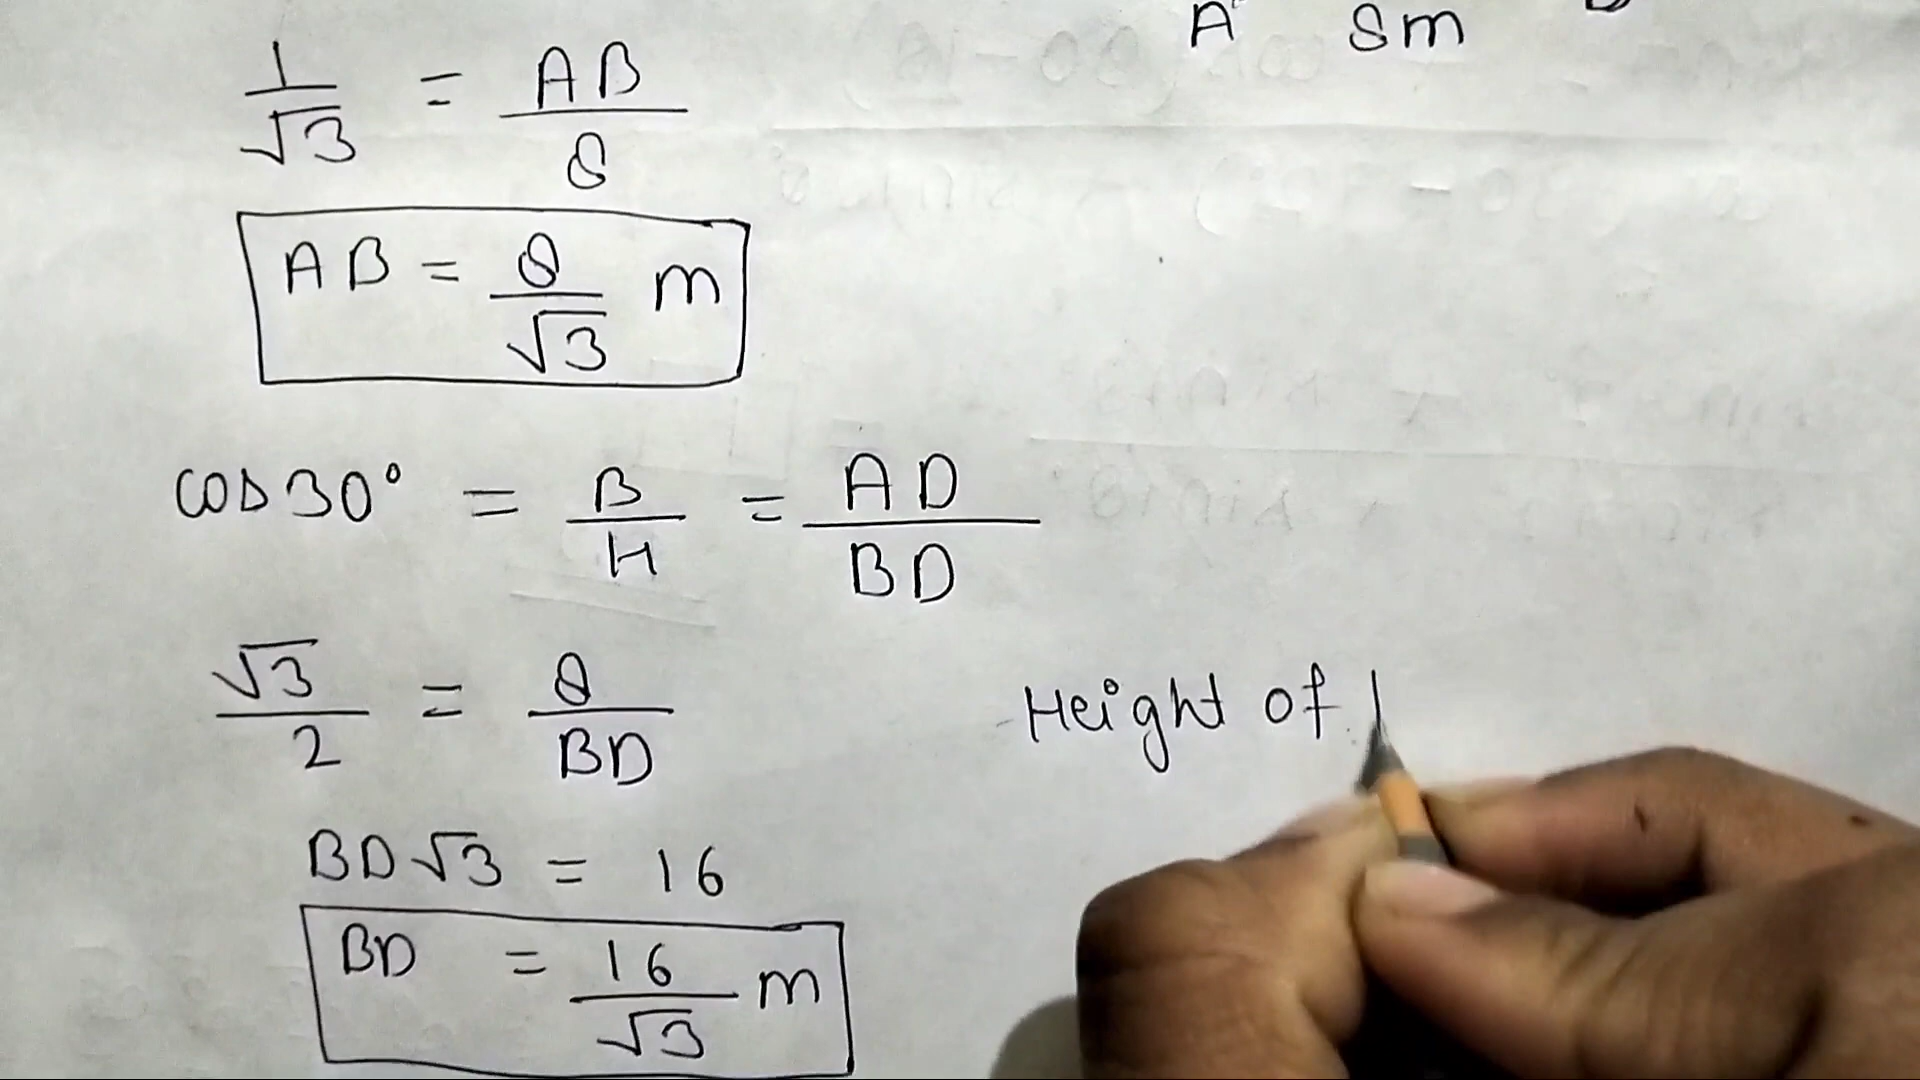 A 8m
1/√3 = AB/8
AB = 8/√3 m
cos 30° = B/H = AD/BD
√3/2 = 8/BD
Height of
BD√3 = 16
BD = 16/√3 m